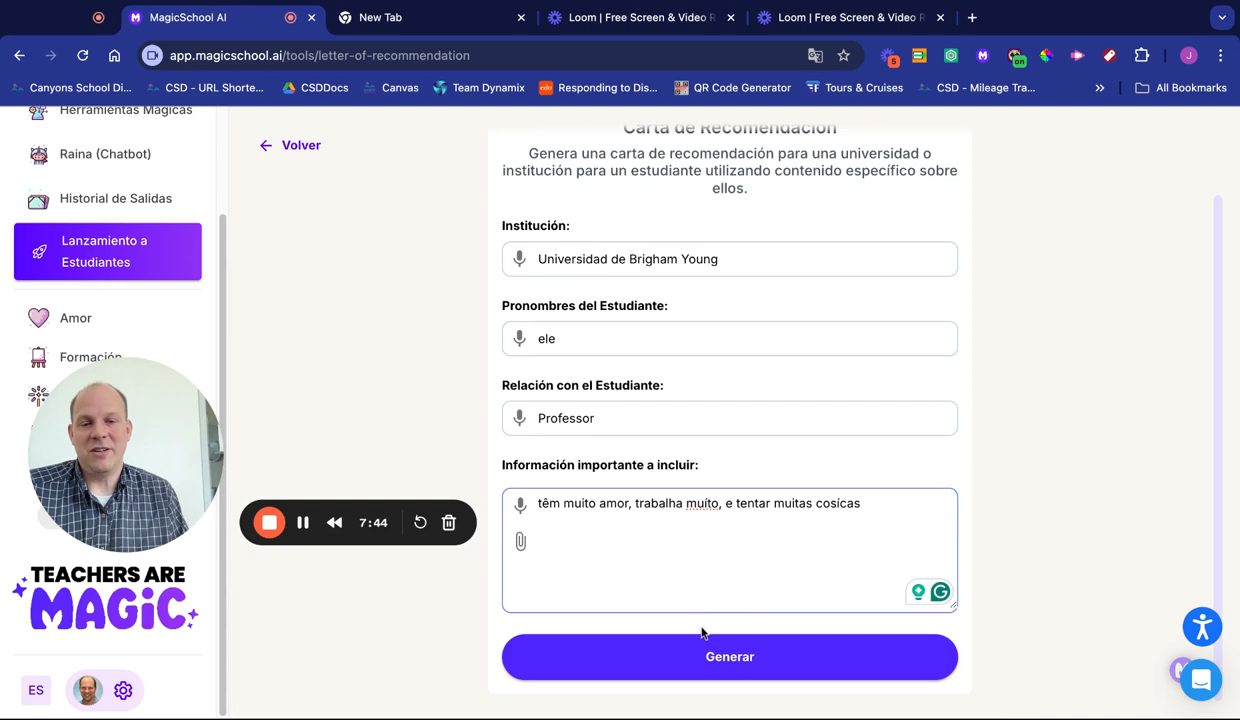 MagicSchool AI
New Tab
Loom | Free Screen & Video R
Loom | Free Screen & Video R
app.magicschool.ai/tools/letter-of-recommendation
5
on
J
Canyons School Di...
CSD - URL Shorte...
CSDDocs
Canvas
Team Dynamix
Responding to Dis...
QR Code Generator
Tours & Cruises
CSD - Mileage Tra...
»
All Bookmarks
Herramientas Mágicas
Raina (Chatbot)
Historial de Salidas
Lanzamiento a
Estudiantes
Amor
Formación
TEACHERS ARE
MAGiC
ES
Volver
Carta de Recomendación
Genera una carta de recomendación para una universidad o
institución para un estudiante utilizando contenido específico sobre
ellos.
Institución:
Universidad de Brigham Young
Pronombres del Estudiante:
ele
Relación con el Estudiante:
Professor
Información importante a incluir:
têm muito amor, trabalha muíto, e tentar muitas cosícas
7:44
Generar